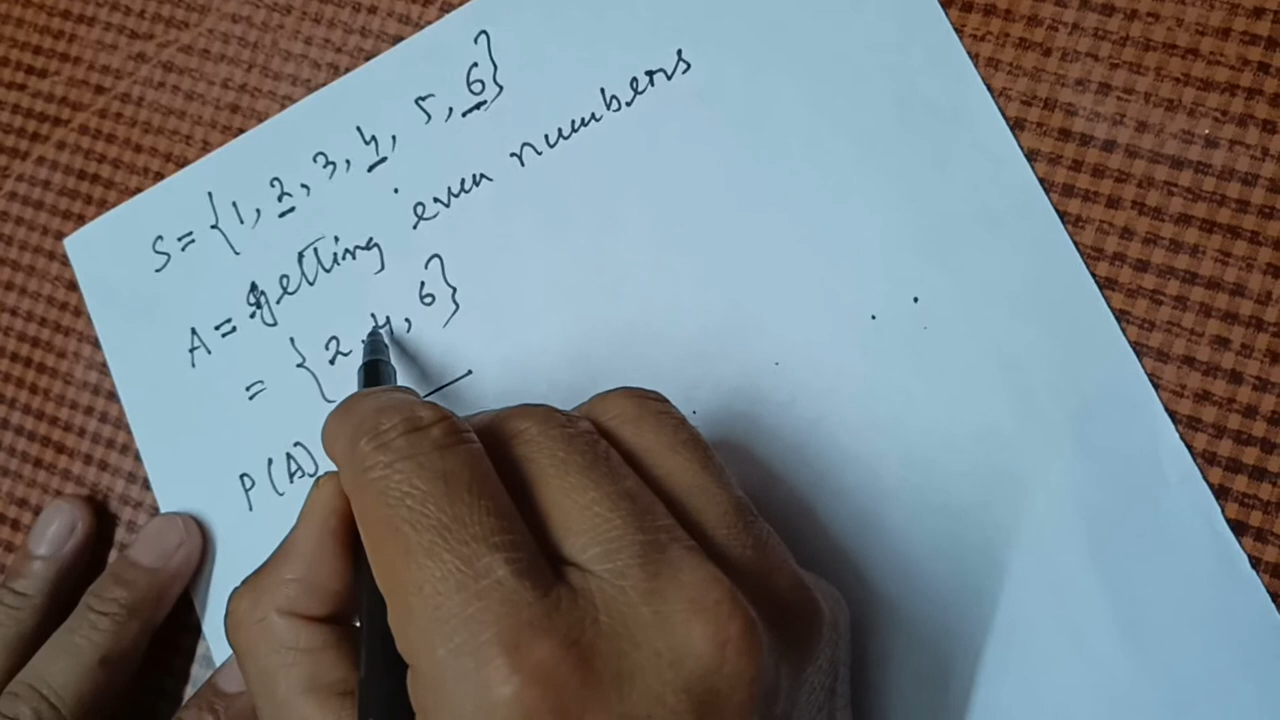 S = {1, 2, 3, 4, 5, 6}
A = getting even numbers
= {2, 4, 6}
P(A)